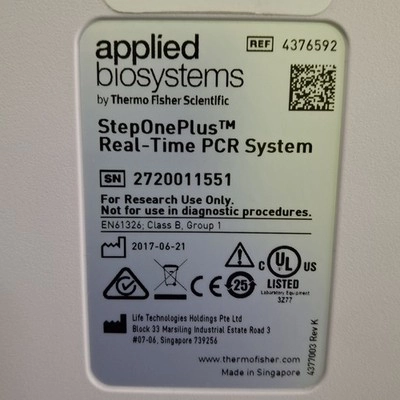 applied
biosystems
by Thermo Fisher Scientific
REF 4376592
StepOnePlus™
Real-Time PCR System
SN 2720011551
For Research Use Only.
Not for use in diagnostic procedures.
EN61326; Class B, Group 1
2017-06-21
CE
25
C UL US
LISTED
Laboratory Equipment
3Z77
Life Technologies Holdings Pte Ltd
Block 33 Marsiling Industrial Estate Road 3
#07-06, Singapore 739256
www.thermofisher.com
Made in Singapore
4377003 Rev K